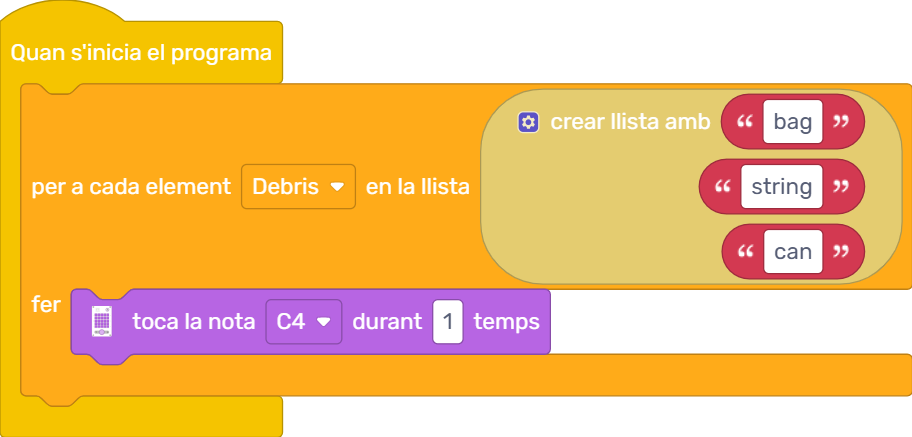 Quan s'inicia el programa
crear llista amb “ bag ”
per a cada element Debris en la llista “ string ”
“ can ”
fer
toca la nota C4 durant 1 temps